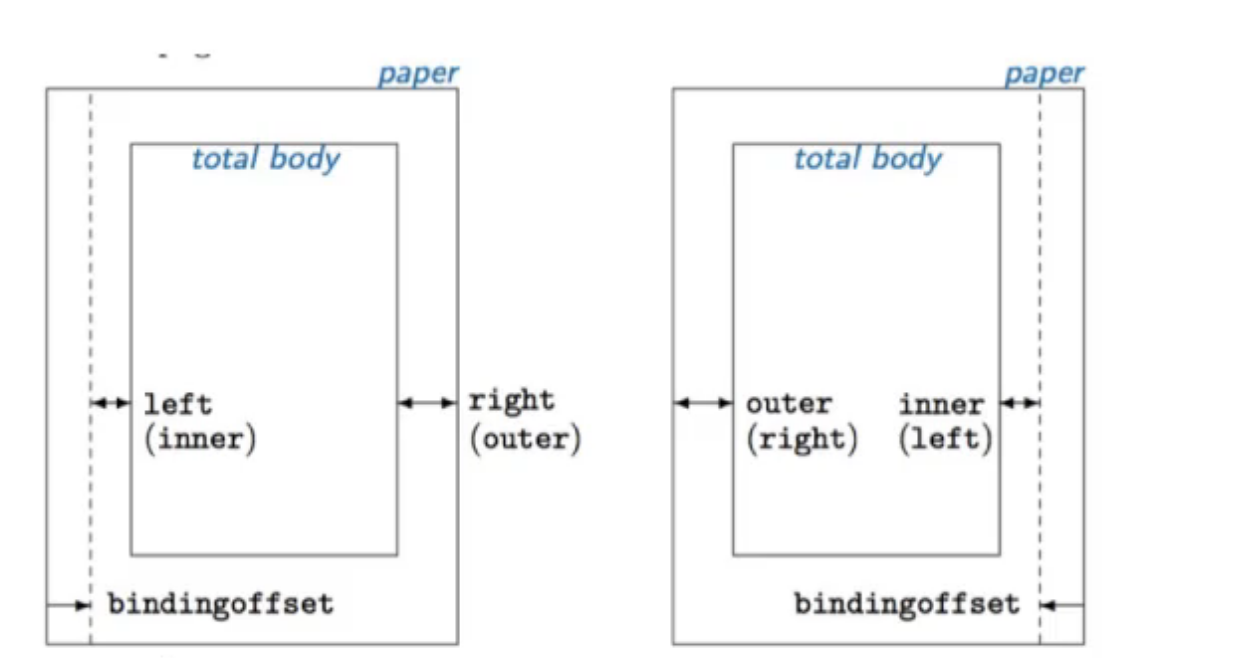 paper
total body
left
(inner)
right
(outer)
bindingoffset
paper
total body
outer
(right)
inner
(left)
bindingoffset